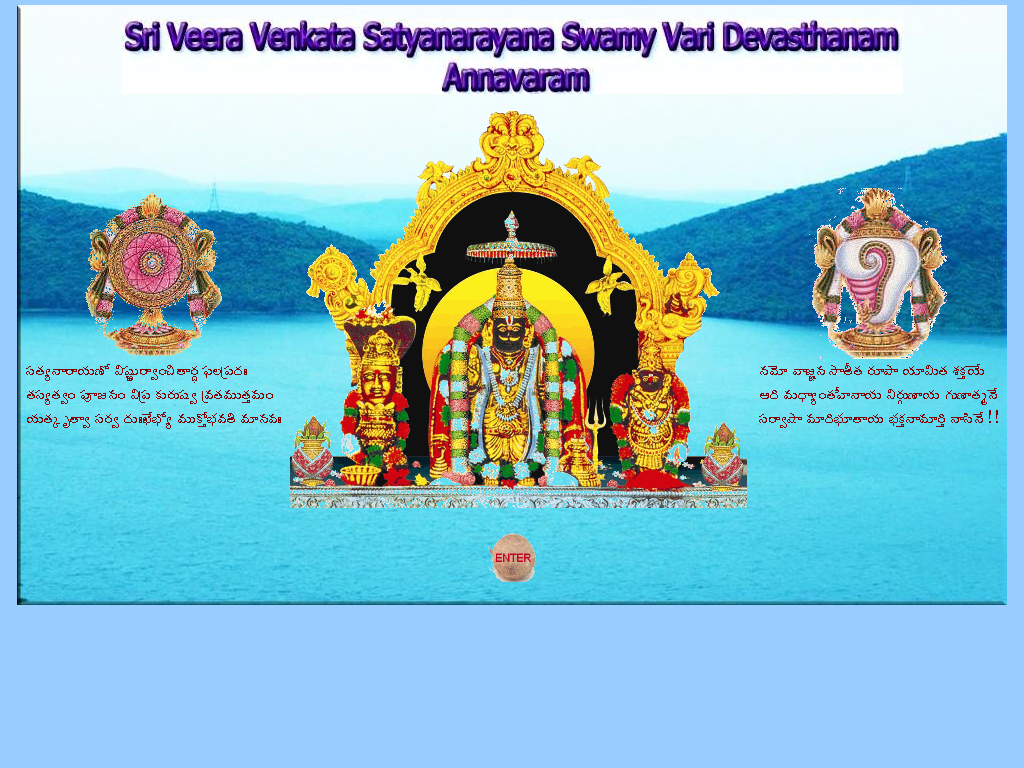 Sri Veera Venkata Satyanarayana Swamy Vari Devasthanam
Annavaram
సత్యనారాయణో విష్ణుర్వాంచితార్ధ ఫలప్రదః
తస్యత్వం పూజనం విప్ర కురుష్వ వ్రతముత్తమం
యత్కృత్వా సర్వ దుఃఖేభ్యో ముక్తోభవతి మానవః
నమో వాజ్మన సాతీత రూపా యామిత శక్తయే
ఆది మధ్యాంతహీనాయ నిర్గుణాయ గుణాత్మనే
సర్వాషా మాదిభూతాయ భక్తనామార్తి నాసినే !!
ENTER